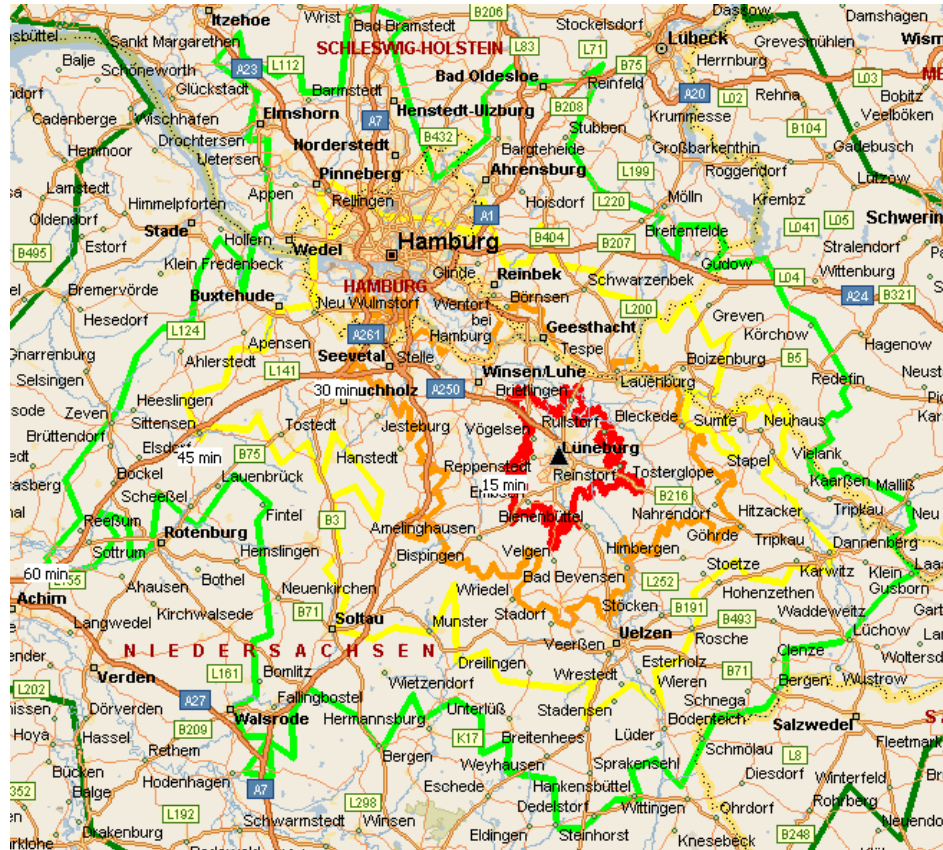 Itzehoe
Wrist
Bad Bramstedt
B206
Stockelsdorf
Dassow
Damshagen
Sankt Margarethen
SCHLESWIG-HOLSTEIN
L83
L71
Lübeck
Grevesmühlen
Balje
Schöneworth
A23
L112
Bad Oldesloe
B75
Herrnburg
Glückstadt
Barmstedt
Reinfeld
A20
L02
Rehna
L03
Bobitz
Cadenberge
Wischhafen
Elmshorn
A7
Henstedt-Ulzburg
B208
Krummesse
Veelböken
Drochtersen
B432
Stubben
B104
Hemmoor
Uetersen
Norderstedt
Bargteheide
Großbarkenthin
Gadebusch
Lamstedt
Appen
Pinneberg
Ahrensburg
L199
Roggendorf
Lützow
Himmelpforten
Rellingen
Hoisdorf
Mölln
Krembz
Oldendorf
Stade
A1
L220
L041
L05
Schwerin
B495
Estorf
Hollern
Wedel
Hamburg
B404
B207
Breitenfelde
Stralendorf
Klein Fredenbeck
Glinde
Reinbek
Gudow
Wittenburg
Bremervörde
HAMBURG
Schwarzenbek
L04
Buxtehude
Neu Wulmstorf
Wentorf
bei
Hamburg
Börnsen
A24
B321
Hesedorf
L200
Greven
L124
Apensen
A261
Geesthacht
Körchow
Gnarrenburg
Ahlerstedt
Seevetal
Stelle
Tespe
Boizenburg
B5
Hagenow
Selsingen
L141
Winsen/Luhe
Lauenburg
Redefin
30 min
uchholz
A250
Brietlingen
Zeven
Heeslingen
Rullstorf
Bleckede
Sumte
Neuhaus
Brüttendorf
Sittensen
Tostedt
Jesteburg
Vögelsen
Elsdorf
45 min
B75
Hanstedt
Lüneburg
Stapel
Vielank
Bockel
Lauenbrück
Reppenstedt
Reinstorf
Tosterglope
Kaarßen
Malliß
Scheeßel
15 min
Embsen
B216
Reeßum
Fintel
B3
Bienenbüttel
Nahrendorf
Hitzacker
Tripkau
Neu
Sottrum
Rotenburg
Amelinghausen
Göhrde
Tripkau
Dannenberg
Hemslingen
Bispingen
Velgen
Himbergen
60 min
Bothel
Bad Bevensen
Stoetze
Karwitz
Klein
Gusborn
Achim
Ahausen
Neuenkirchen
Wriedel
L252
Hohenzethen
Langwedel
Kirchwalsede
B71
Stadorf
Stöcken
B191
Waddeweitz
Soltau
Munster
Uelzen
B493
Rosche
Lüchow
NIEDERSACHSEN
Veerßen
Clenze
Verden
L161
Bomlitz
Dreilingen
Esterholz
B71
Bergen
Wustrow
L202
A27
Fallingbostel
Wietzendorf
Wrestedt
Wieren
Schnega
Dörverden
Walsrode
Hermannsburg
Unterlüß
Stadensen
Bodenteich
Salzwedel
Hoya
Hassel
B209
K17
Breitenhees
Lüder
Schmölau
Rethem
Bergen
Weyhausen
Sprakensehl
L8
Bücken
Hodenhagen
A7
Eschede
Hankensbüttel
Diesdorf
Winterfeld
Balge
L298
Dedelstorf
Wittingen
Ohrdorf
Rohrberg
L192
Schwarmstedt
Winsen
Eldingen
Steinhorst
Knesebeck
B248
Drakenburg